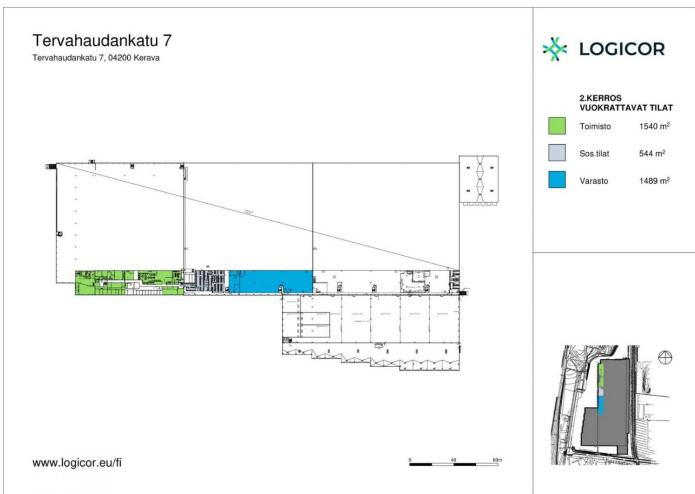 Tervahaudankatu 7
Tervahaudankatu 7, 04200 Kerava
LOGICOR
2.KERROS
VUOKRATTAVAT TILAT
Toimisto 1540 m²
Sos.tilat 544 m²
Varasto 1489 m²
www.logicor.eu/fi
0 40 80m